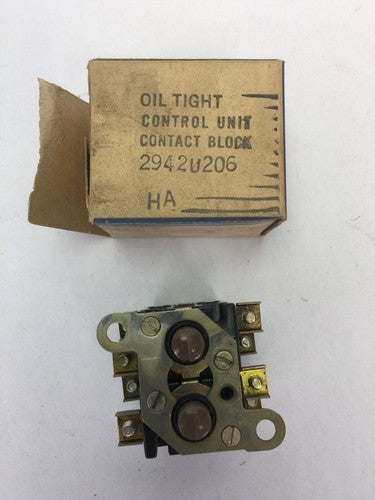 OIL TIGHT
CONTROL UNIT
CONTACT BLOCK
2942U206
HA